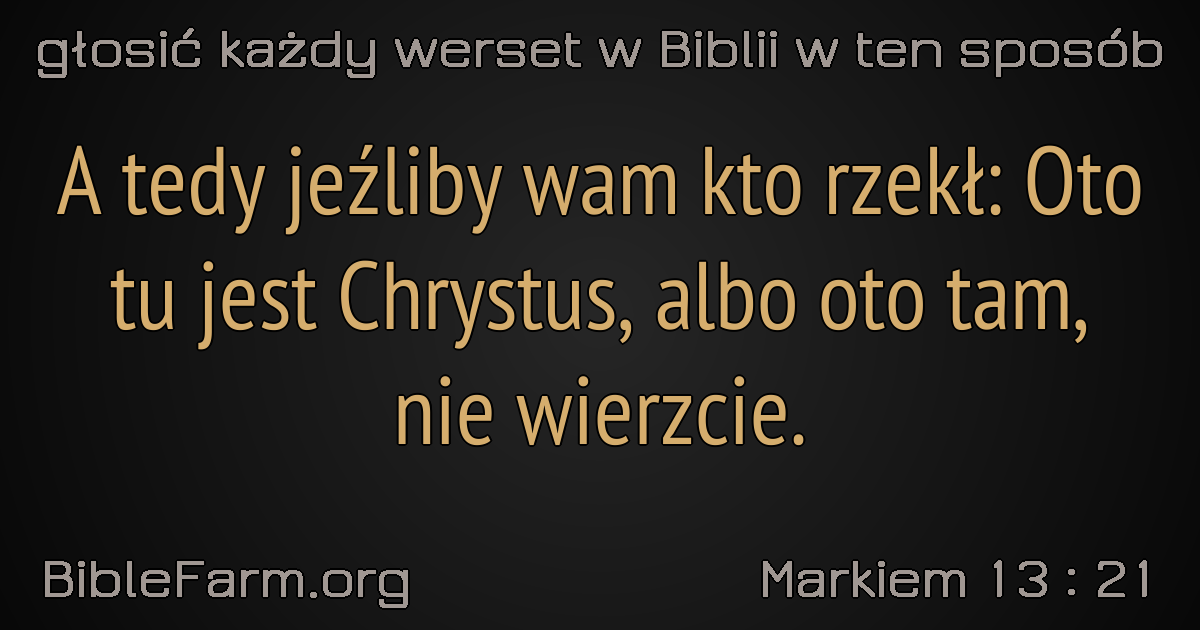 głosić każdy werset w Biblii w ten sposób
A tedy jeźliby wam kto rzekł: Oto
tu jest Chrystus, albo oto tam,
nie wierzcie.
BibleFarm.org
Markiem 13 : 21